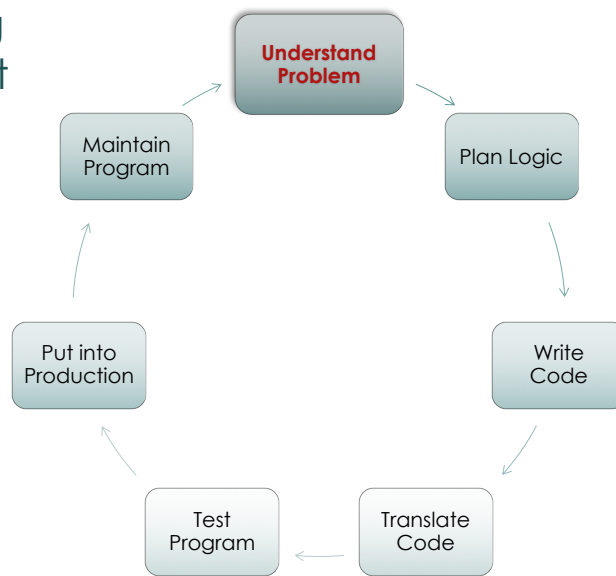 Understand
Problem
Plan Logic
Write
Code
Translate
Code
Test
Program
Put into
Production
Maintain
Program